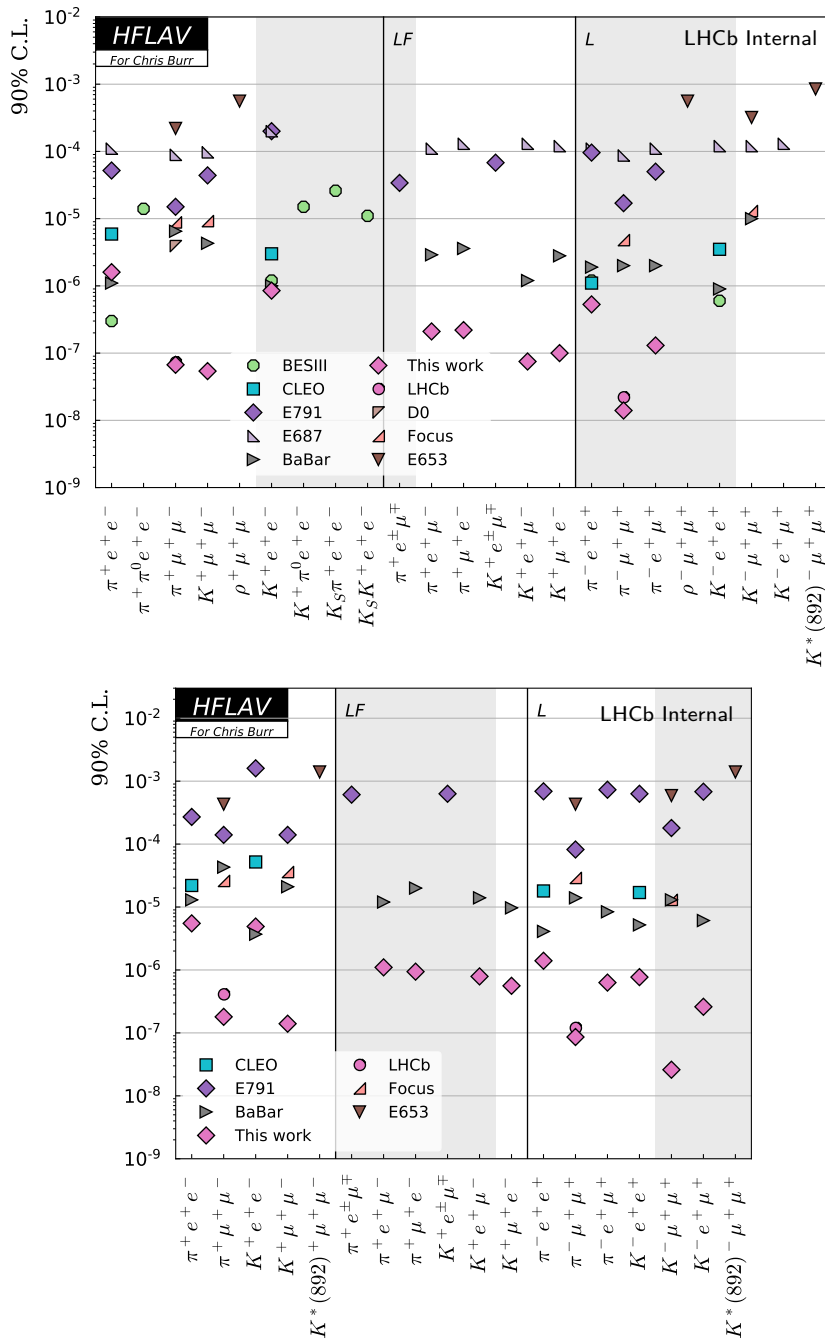 90% C.L.
HFLAV
For Chris Burr
LF
L
LHCb Internal
10⁻²
10⁻³
10⁻⁴
10⁻⁵
10⁻⁶
10⁻⁷
10⁻⁸
10⁻⁹
BESIII
CLEO
E791
E687
BaBar
This work
LHCb
D0
Focus
E653
π⁺e⁺e⁻
π⁺π⁰e⁺e⁻
π⁺μ⁺μ⁻
K⁺μ⁺μ⁻
ρ⁺μ⁺μ⁻
K⁺e⁺e⁻
K⁺π⁰e⁺e⁻
K_Sπ⁺e⁺e⁻
K_SK⁺e⁺e⁻
π⁺e±μ∓
π⁺e⁺μ⁻
π⁺μ⁺e⁻
K⁺e±μ∓
K⁺e⁺μ⁻
K⁺μ⁺e⁻
π⁻e⁺e⁺
π⁻μ⁺μ⁺
π⁻e⁺μ⁺
ρ⁻μ⁺μ⁺
K⁻e⁺e⁺
K⁻μ⁺μ⁺
K⁻e⁺μ⁺
K*(892)⁻μ⁺μ⁺
90% C.L.
HFLAV
For Chris Burr
LF
L
LHCb Internal
10⁻²
10⁻³
10⁻⁴
10⁻⁵
10⁻⁶
10⁻⁷
10⁻⁸
10⁻⁹
CLEO
E791
BaBar
This work
LHCb
Focus
E653
π⁺e⁺e⁻
π⁺μ⁺μ⁻
K⁺e⁺e⁻
K⁺μ⁺μ⁻
K*(892)⁺μ⁺μ⁻
π⁺e±μ∓
π⁺e⁺μ⁻
π⁺μ⁺e⁻
K⁺e±μ∓
K⁺e⁺μ⁻
K⁺μ⁺e⁻
π⁻e⁺e⁺
π⁻μ⁺μ⁺
π⁻e⁺μ⁺
K⁻e⁺e⁺
K⁻μ⁺μ⁺
K⁻e⁺μ⁺
K*(892)⁻μ⁺μ⁺